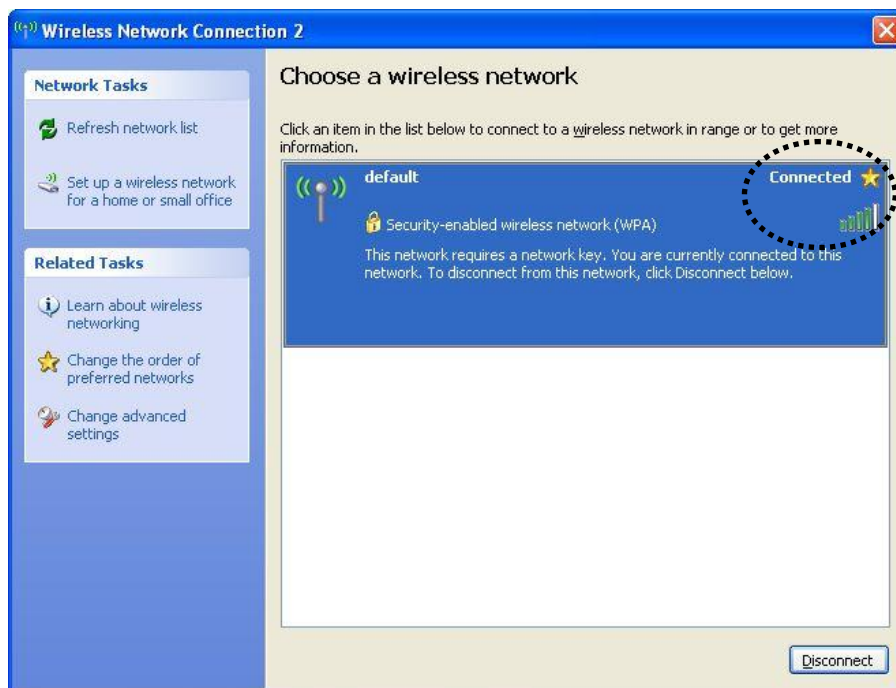 Wireless Network Connection 2
Network Tasks
Refresh network list
Set up a wireless network
for a home or small office
Related Tasks
Learn about wireless
networking
Change the order of
preferred networks
Change advanced
settings
Choose a wireless network
Click an item in the list below to connect to a wireless network in range or to get more
information.
default
Connected
Security-enabled wireless network (WPA)
This network requires a network key. You are currently connected to this
network. To disconnect from this network, click Disconnect below.
Disconnect